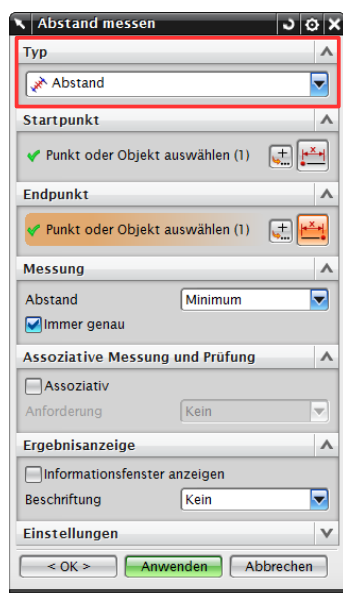 Abstand messen
Typ
Abstand
Startpunkt
Punkt oder Objekt auswählen (1)
Endpunkt
Punkt oder Objekt auswählen (1)
Messung
Abstand Minimum
Immer genau
Assoziative Messung und Prüfung
Assoziativ
Anforderung Kein
Ergebnisanzeige
Informationsfenster anzeigen
Beschriftung Kein
Einstellungen
< OK > Anwenden Abbrechen